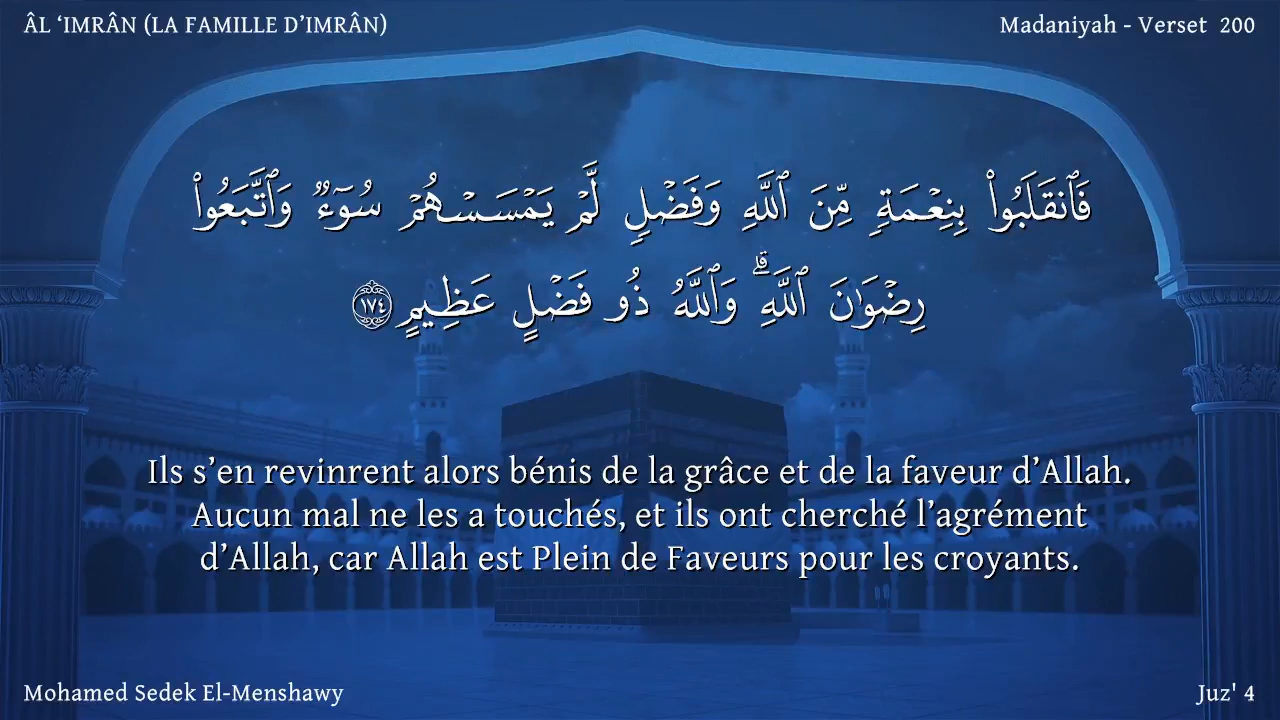 ÂL ‘IMRÂN (LA FAMILLE D’IMRÂN)
Madaniyah - Verset 200
فَٱنقَلَبُوا۟ بِنِعْمَةٍ مِّنَ ٱللَّهِ وَفَضْلٍ لَّمْ يَمْسَسْهُمْ سُوٓءٌ وَٱتَّبَعُوا۟
رِضْوَٰنَ ٱللَّهِ ۗ وَٱللَّهُ ذُو فَضْلٍ عَظِيمٍ ١٧٤
Ils s’en revinrent alors bénis de la grâce et de la faveur d’Allah.
Aucun mal ne les a touchés, et ils ont cherché l’agrément
d’Allah, car Allah est Plein de Faveurs pour les croyants.
Mohamed Sedek El-Menshawy
Juz' 4